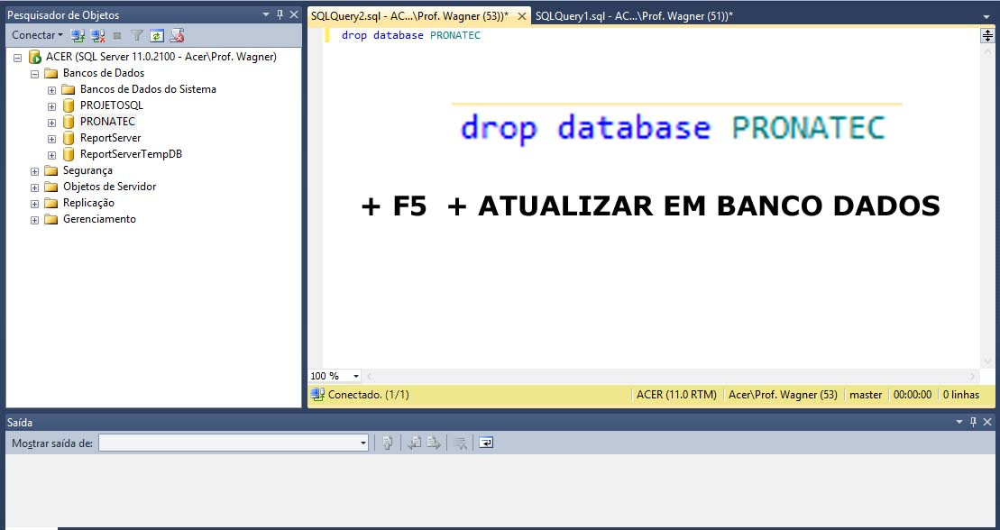 Pesquisador de Objetos
Conectar
ACER (SQL Server 11.0.2100 - Acer\Prof. Wagner)
Bancos de Dados
Bancos de Dados do Sistema
PROJETOSQL
PRONATEC
ReportServer
ReportServerTempDB
Segurança
Objetos de Servidor
Replicação
Gerenciamento
SQLQuery2.sql - AC...\Prof. Wagner (53))*
SQLQuery1.sql - AC...\Prof. Wagner (51))*
drop database PRONATEC
drop database PRONATEC
+ F5 + ATUALIZAR EM BANCO DADOS
100 %
Conectado. (1/1)
ACER (11.0 RTM)
Acer\Prof. Wagner (53)
master
00:00:00
0 linhas
Saída
Mostrar saída de: